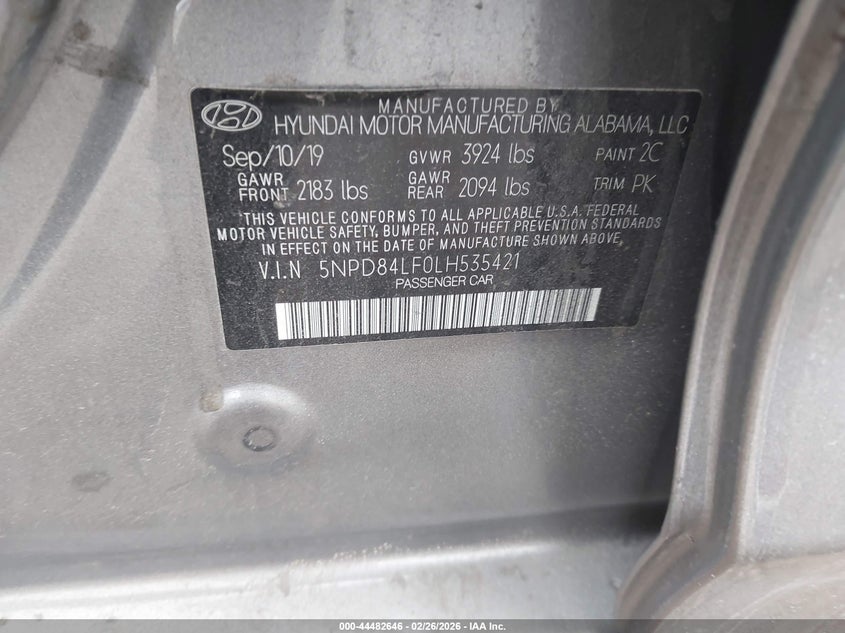 MANUFACTURED BY
HYUNDAI MOTOR MANUFACTURING ALABAMA, LLC
Sep/10/19 GVWR 3924 lbs PAINT 2C
GAWR FRONT 2183 lbs GAWR REAR 2094 lbs TRIM PK
THIS VEHICLE CONFORMS TO ALL APPLICABLE U.S.A. FEDERAL
MOTOR VEHICLE SAFETY, BUMPER, AND THEFT PREVENTION STANDARDS
IN EFFECT ON THE DATE OF MANUFACTURE SHOWN ABOVE.
V.I.N 5NPD84LF0LH535421
PASSENGER CAR
000-44482646 - 02/26/2026 - IAA Inc.